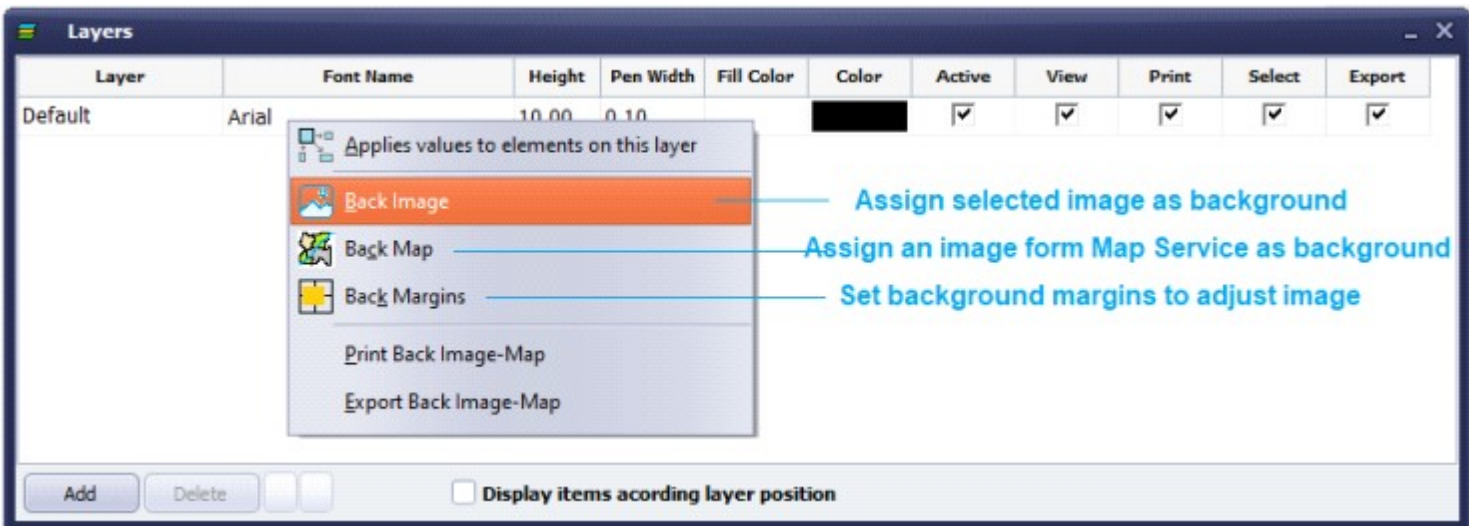 Layers
Layer Font Name Height Pen Width Fill Color Color Active View Print Select Export
Default Arial 10.00 0.10
Applies values to elements on this layer
Back Image Assign selected image as background
Back Map Assign an image form Map Service as background
Back Margins Set background margins to adjust image
Print Back Image-Map
Export Back Image-Map
Add Delete Display items acording layer position